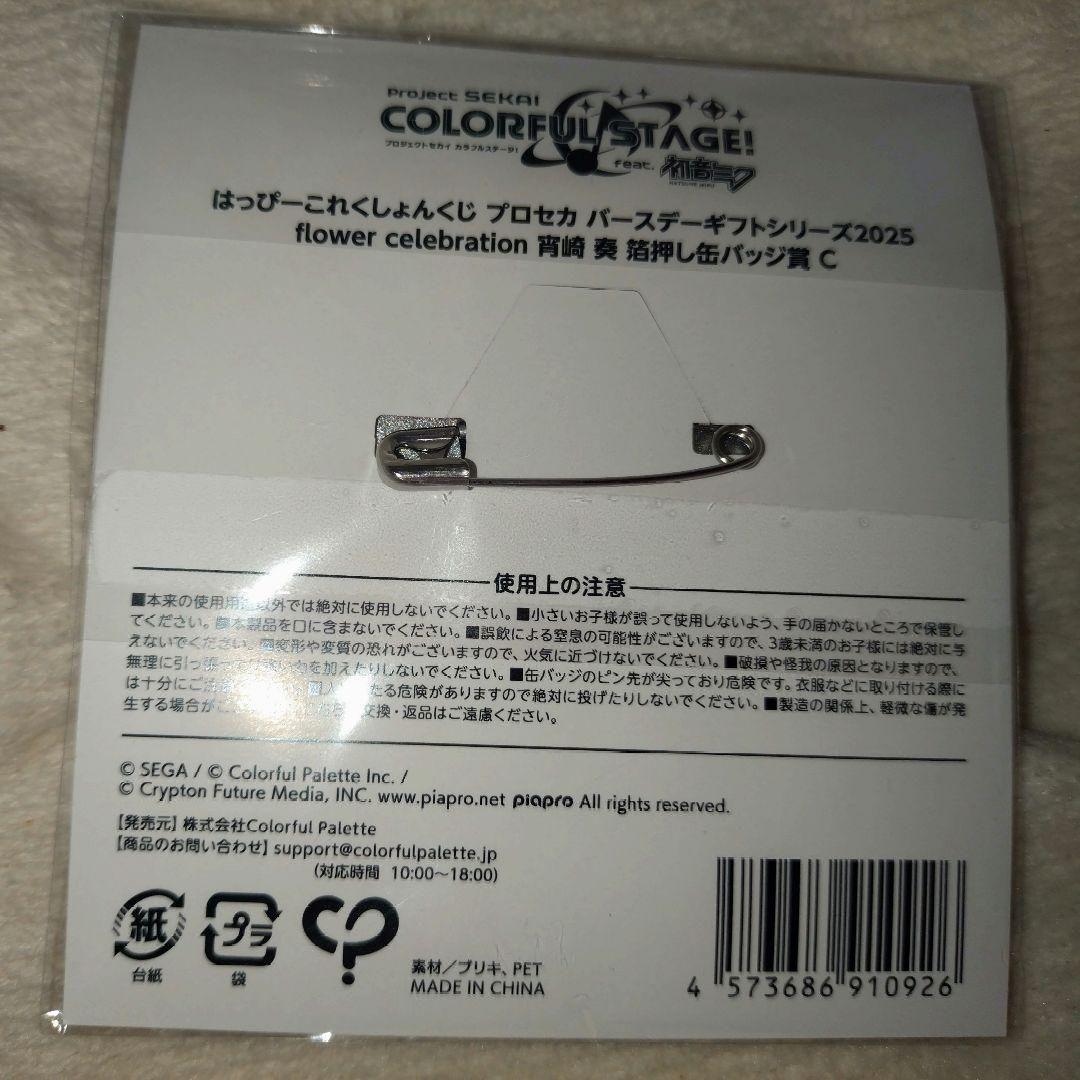 Project SEKAI
COLORFUL STAGE!
プロジェクトセカイ カラフルステージ!
feat. 初音ミク
HATSUNE MIKU
はっぴーこれくしょんくじ プロセカ バースデーギフトシリーズ2025
flower celebration 宵崎 奏 箔押し缶バッジ賞 C
使用上の注意
■本来の使用用途以外では絶対に使用しないでください。■小さいお子様が誤って使用しないよう、手の届かないところで保管し
てください。■本製品を口に含まないでください。■誤飲による窒息の可能性がございますので、3歳未満のお子様には絶対に与
えないでください。■変形や変質の恐れがございますので、火気に近づけないでください。■破損や怪我の原因となりますので、
無理に引っ張ったり強い力を加えたりしないでください。■缶バッジのピン先が尖っており危険です。衣服などに取り付ける際に
は十分にご注 たる危険がありますので絶対に投げたりしないでください。■製造の関係上、軽微な傷が発
生する場合が 交換・返品はご遠慮ください。
© SEGA / © Colorful Palette Inc. /
© Crypton Future Media, INC. www.piapro.net piapro All rights reserved.
【発売元】株式会社Colorful Palette
【商品のお問い合わせ】support@colorfulpalette.jp
(対応時間 10:00～18:00)
紙
台紙
プラ
袋
素材／ブリキ、PET
MADE IN CHINA
4 573686 910926